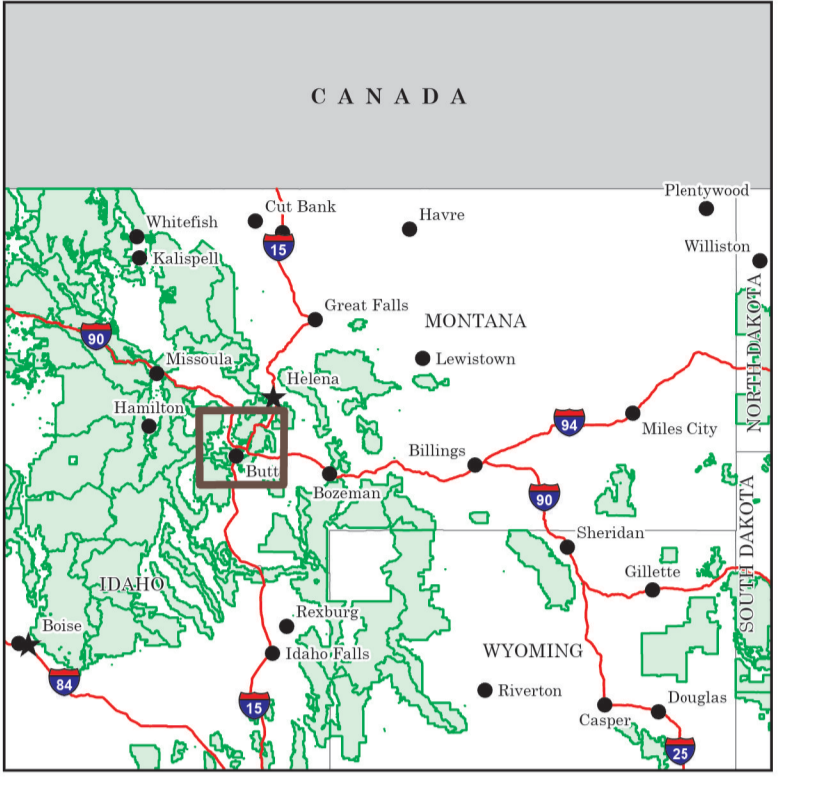 CANADA
Plentywood
Cut Bank
Havre
Whitefish
15
Williston
Kalispell
Great Falls
MONTANA
NORTH DAKOTA
90
Missoula
Lewistown
Helena
Hamilton
94
Miles City
Billings
Butt
Bozeman
90
Sheridan
SOUTH DAKOTA
Gillette
IDAHO
Rexburg
Boise
Idaho Falls
WYOMING
84
Riverton
Douglas
15
Casper
25